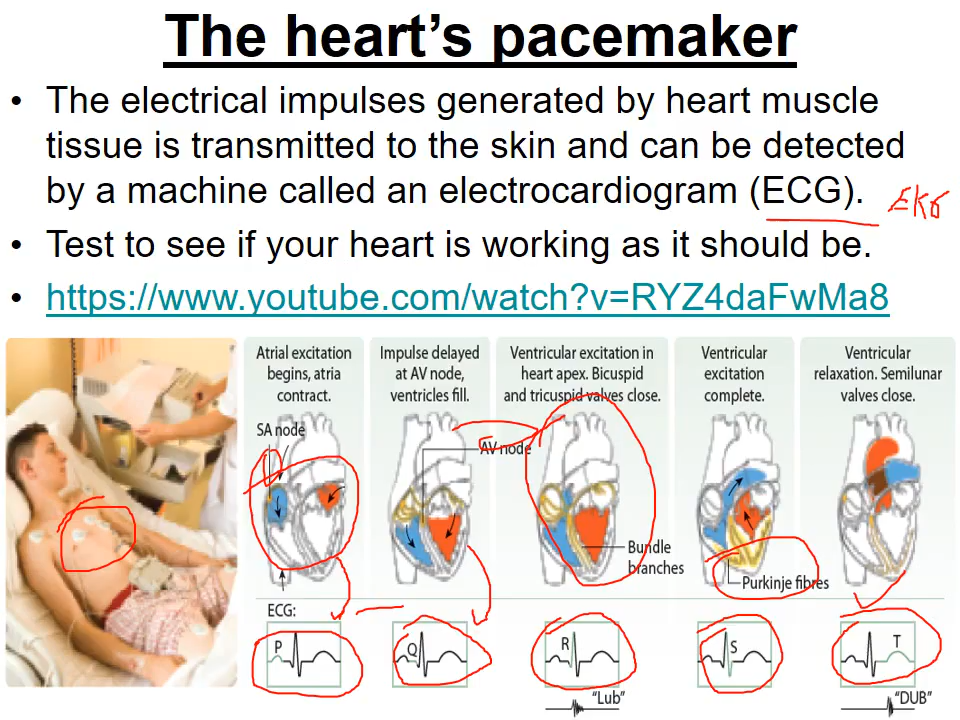 The heart's pacemaker
• The electrical impulses generated by heart muscle
tissue is transmitted to the skin and can be detected
by a machine called an electrocardiogram (ECG).
EKG
• Test to see if your heart is working as it should be.
• https://www.youtube.com/watch?v=RYZ4daFwMa8
Atrial excitation
begins, atria
contract.
Impulse delayed
at AV node,
ventricles fill.
Ventricular excitation in
heart apex. Bicuspid
and tricuspid valves close.
Ventricular
excitation
complete.
Ventricular
relaxation. Semilunar
valves close.
SA node
AV node
Bundle
branches
Purkinje fibres
ECG:
P
Q
R
S
T
"Lub"
"DUB"